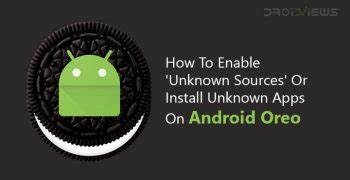 DROIDVIEWS
How To Enable
'Unknown Sources' Or
Install Unknown Apps
On Android Oreo